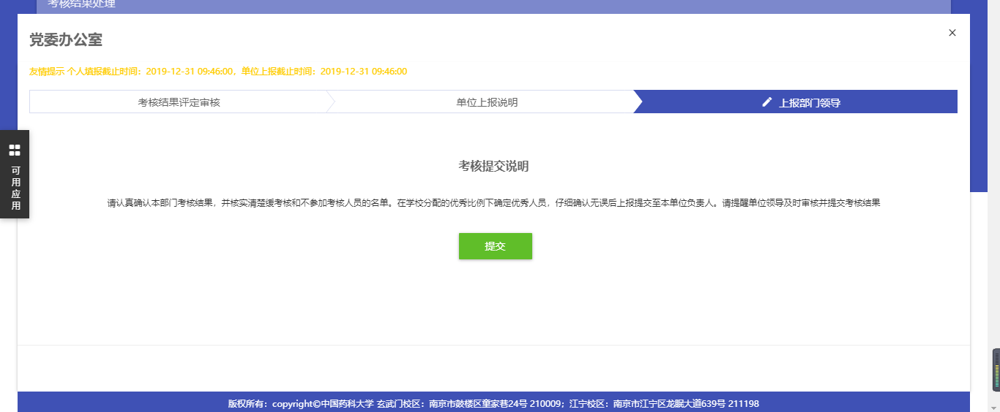 考核结果处理
党委办公室
×
友情提示 个人填报截止时间：2019-12-31 09:46:00，单位上报截止时间：2019-12-31 09:46:00
考核结果评定审核
单位上报说明
上报部门领导
可用应用
考核提交说明
请认真确认本部门考核结果，并核实清楚缓考核和不参加考核人员的名单。在学校分配的优秀比例下确定优秀人员，仔细确认无误后上报提交至本单位负责人。请提醒单位领导及时审核并提交考核结果
提交
版权所有：copyright©中国药科大学 玄武门校区：南京市鼓楼区童家巷24号 210009；江宁校区：南京市江宁区龙眠大道639号 211198